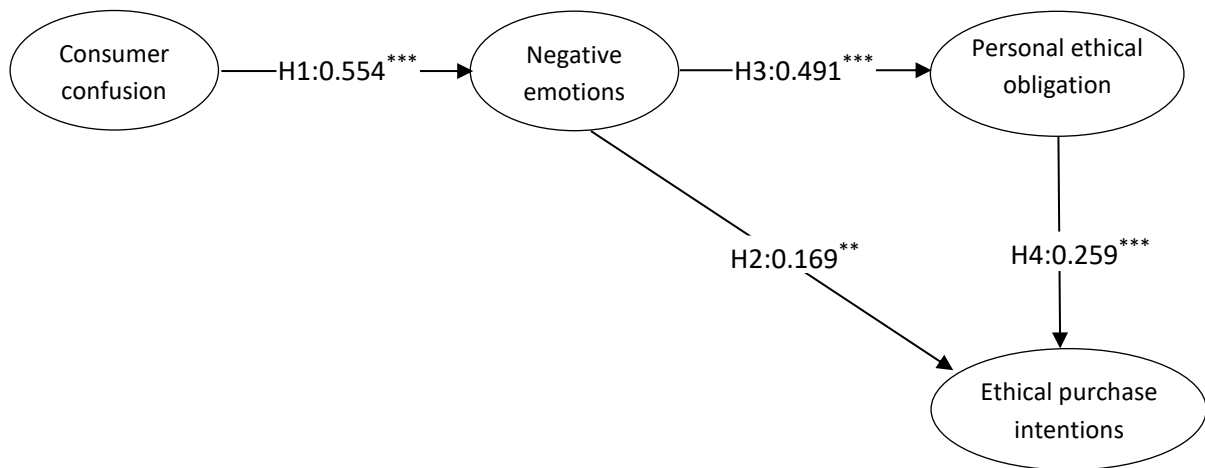 Consumer
confusion
H1:0.554***
Negative
emotions
H3:0.491***
Personal ethical
obligation
H2:0.169**
H4:0.259***
Ethical purchase
intentions